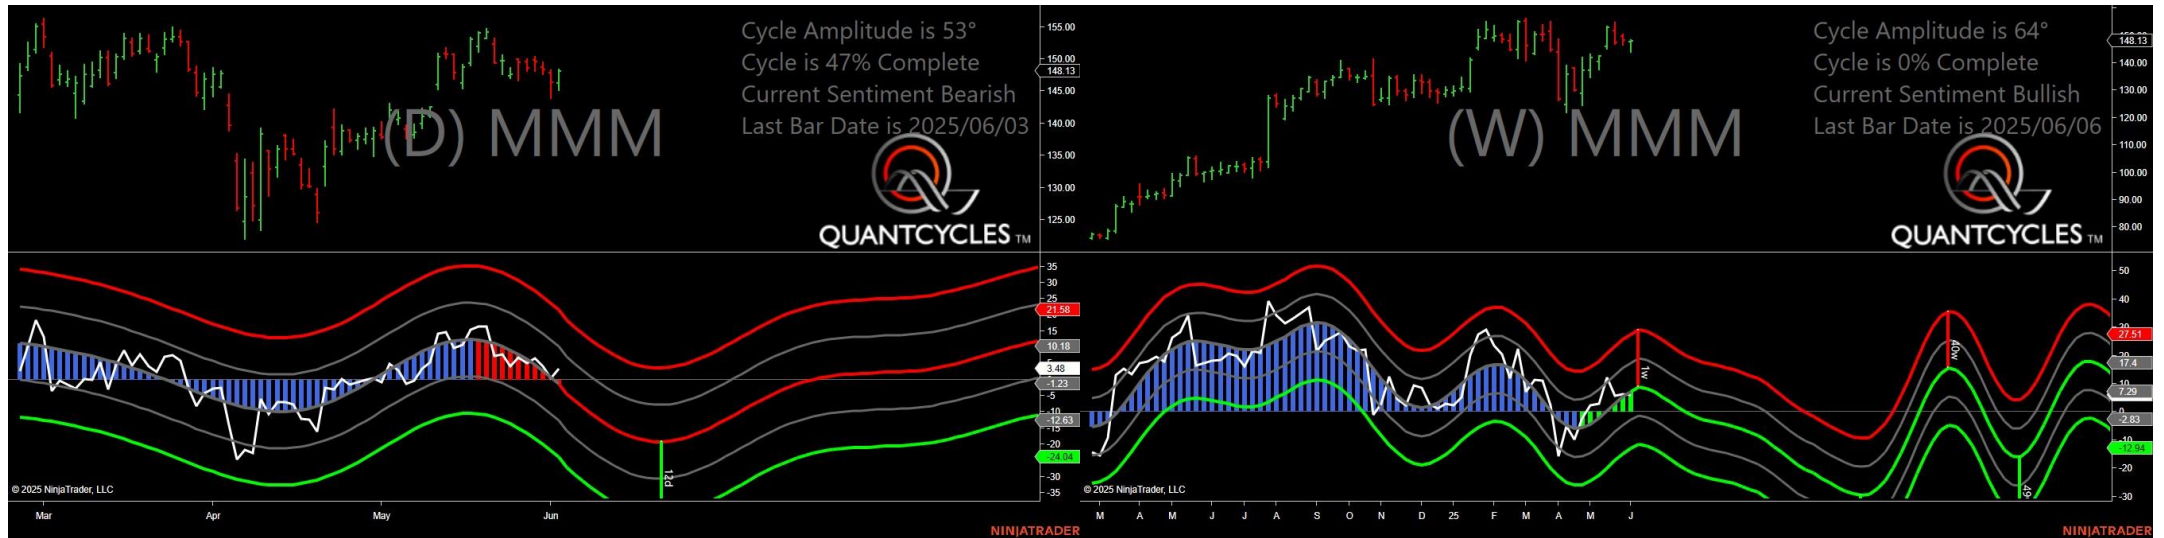 Cycle Amplitude is 53°
Cycle is 47% Complete
Current Sentiment Bearish
Last Bar Date is 2025/06/03
(D) MMM
QUANTCYCLES TM
155.00
150.00
148.13
145.00
140.00
135.00
130.00
125.00
35
30
25
21.58
15
10.18
3.48
-1.23
-5
-10
-12.63
-15
-20
-24.04
-30
-35
12d
© 2025 NinjaTrader, LLC
Mar Apr May Jun
NINJATRADER
Cycle Amplitude is 64°
Cycle is 0% Complete
Current Sentiment Bullish
Last Bar Date is 2025/06/06
(W) MMM
QUANTCYCLES TM
148.13
140.00
130.00
120.00
110.00
100.00
90.00
80.00
50
40
27.51
17.4
10
7.29
-2.83
-10
-12.94
-20
-30
1w
40w
© 2025 NinjaTrader, LLC
M A M J J A S O N D 25 F M A M J
NINJATRADER